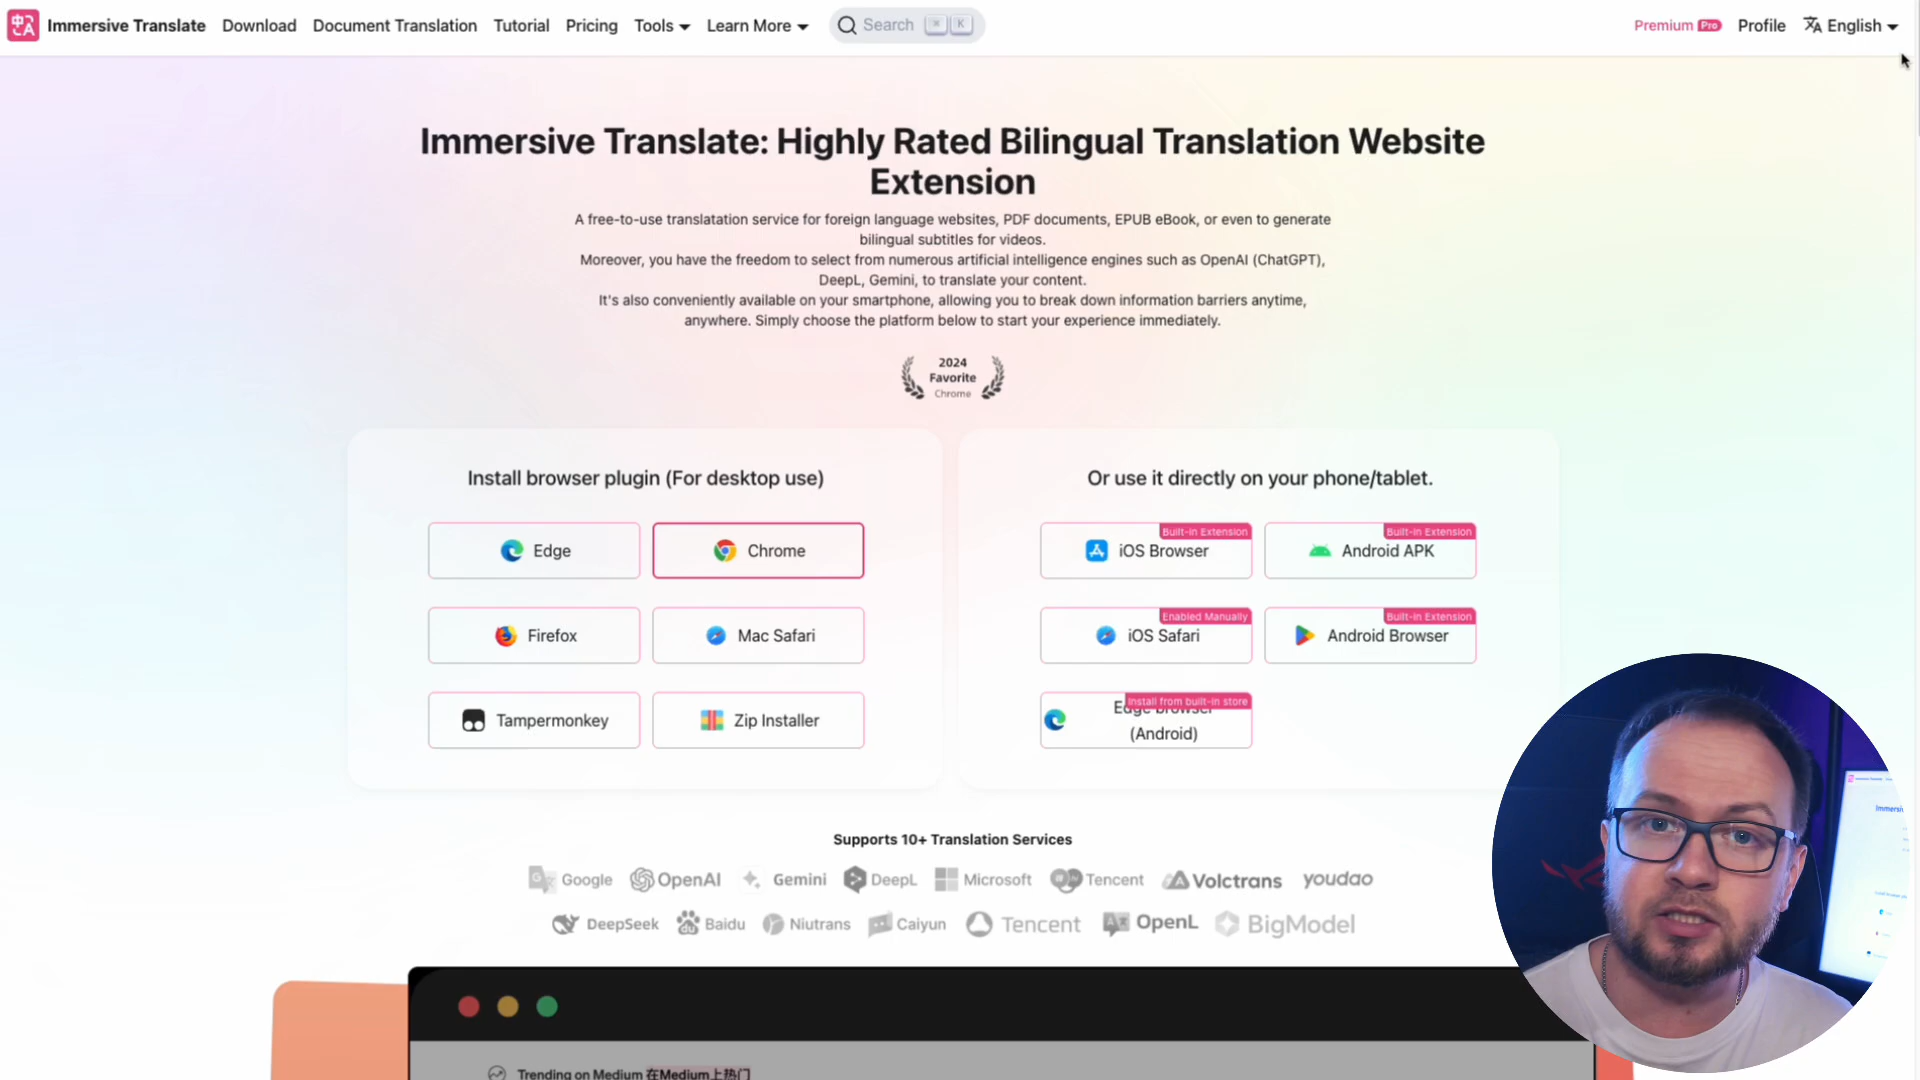 Immersive Translate Download Document Translation Tutorial Pricing Tools Learn More Search ⌘ K Premium Pro Profile English
Immersive Translate: Highly Rated Bilingual Translation Website
Extension
A free-to-use translatation service for foreign language websites, PDF documents, EPUB eBook, or even to generate
bilingual subtitles for videos.
Moreover, you have the freedom to select from numerous artificial intelligence engines such as OpenAI (ChatGPT),
DeepL, Gemini, to translate your content.
It's also conveniently available on your smartphone, allowing you to break down information barriers anytime,
anywhere. Simply choose the platform below to start your experience immediately.
2024
Favorite
Chrome
Install browser plugin (For desktop use)
Edge
Chrome
Firefox
Mac Safari
Tampermonkey
Zip Installer
Or use it directly on your phone/tablet.
Built-in Extension
iOS Browser
Built-in Extension
Android APK
Enabled Manually
iOS Safari
Built-in Extension
Android Browser
Install from built-in store
Edge browser
(Android)
Supports 10+ Translation Services
Google OpenAI Gemini DeepL Microsoft Tencent Volctrans youdao
DeepSeek Baidu Niutrans Caiyun Tencent OpenL BigModel
Trending on Medium 在Medium上热门